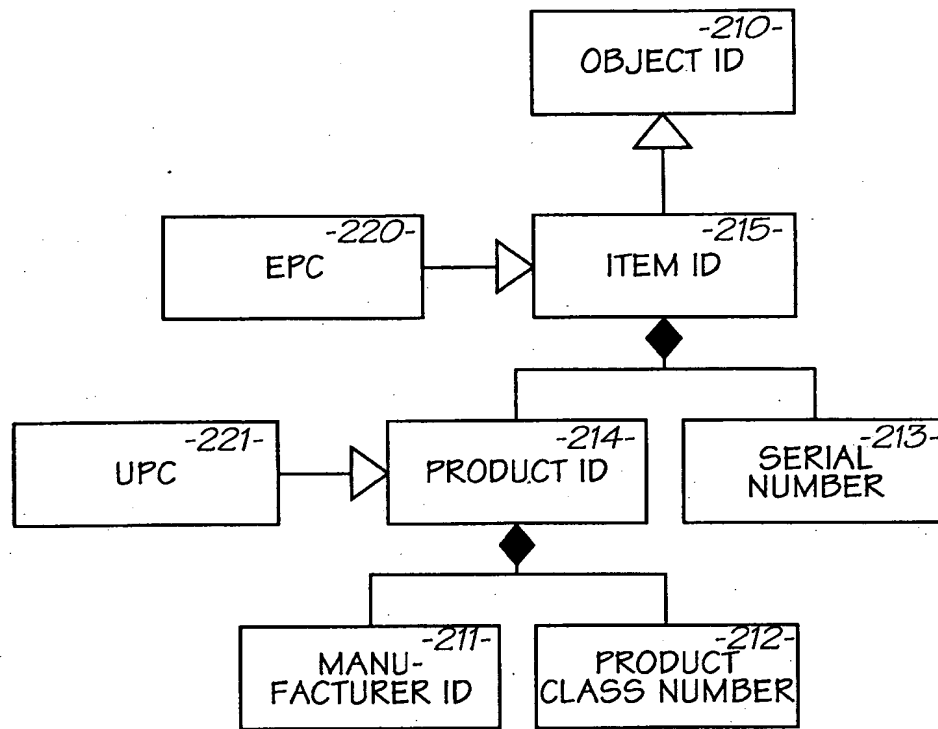 -210-
OBJECT ID
-220-
EPC
-215-
ITEM ID
-221-
UPC
-214-
PRODUCT ID
-213-
SERIAL
NUMBER
-211-
MANU-
FACTURER ID
-212-
PRODUCT
CLASS NUMBER